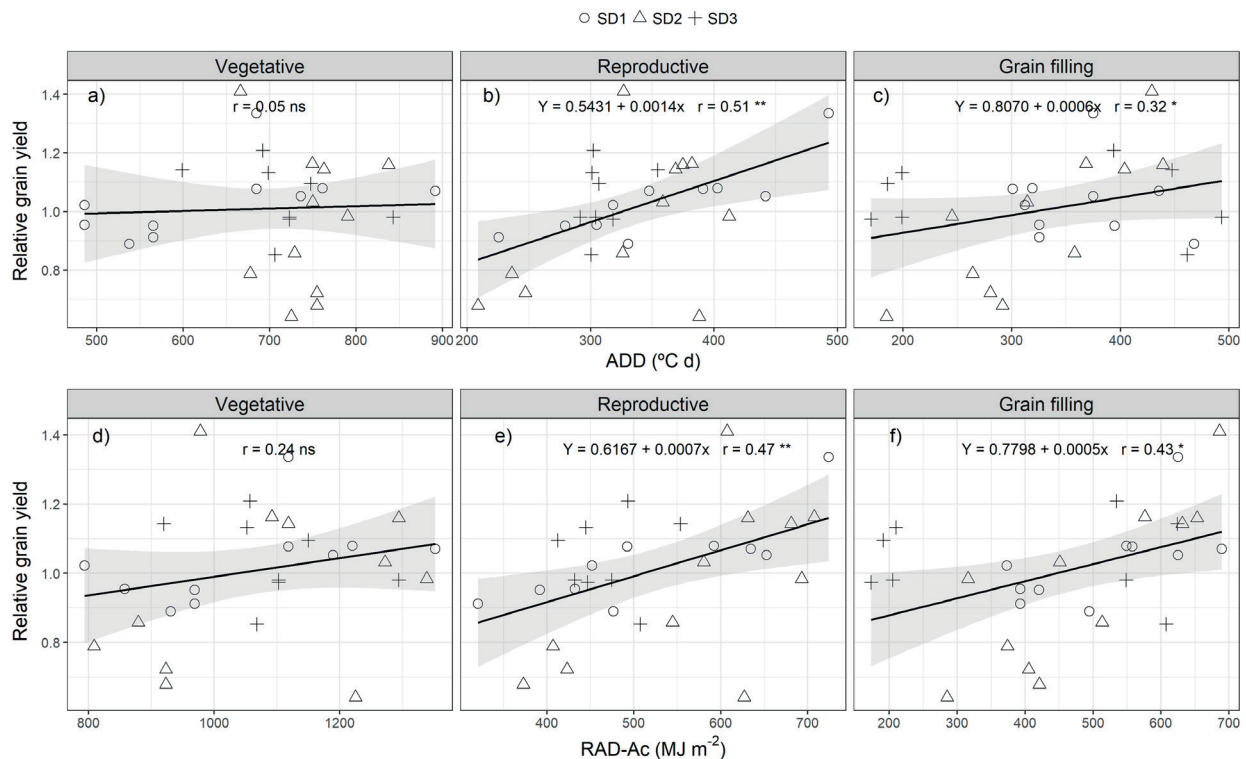 SD1 SD2 SD3
Vegetative Reproductive Grain filling
a) b) c)
r = 0.05 ns Y = 0.5431 + 0.0014x r = 0.51 ** Y = 0.8070 + 0.0006x r = 0.32 *
Relative grain yield
1.4
1.2
1.0
0.8
500 600 700 800 900 200 300 400 500 200 300 400 500
ADD (ºC d)
Vegetative Reproductive Grain filling
d) e) f)
r = 0.24 ns Y = 0.6167 + 0.0007x r = 0.47 ** Y = 0.7798 + 0.0005x r = 0.43 *
Relative grain yield
1.4
1.2
1.0
0.8
800 1000 1200 400 500 600 700 200 300 400 500 600 700
RAD-Ac (MJ m⁻²)